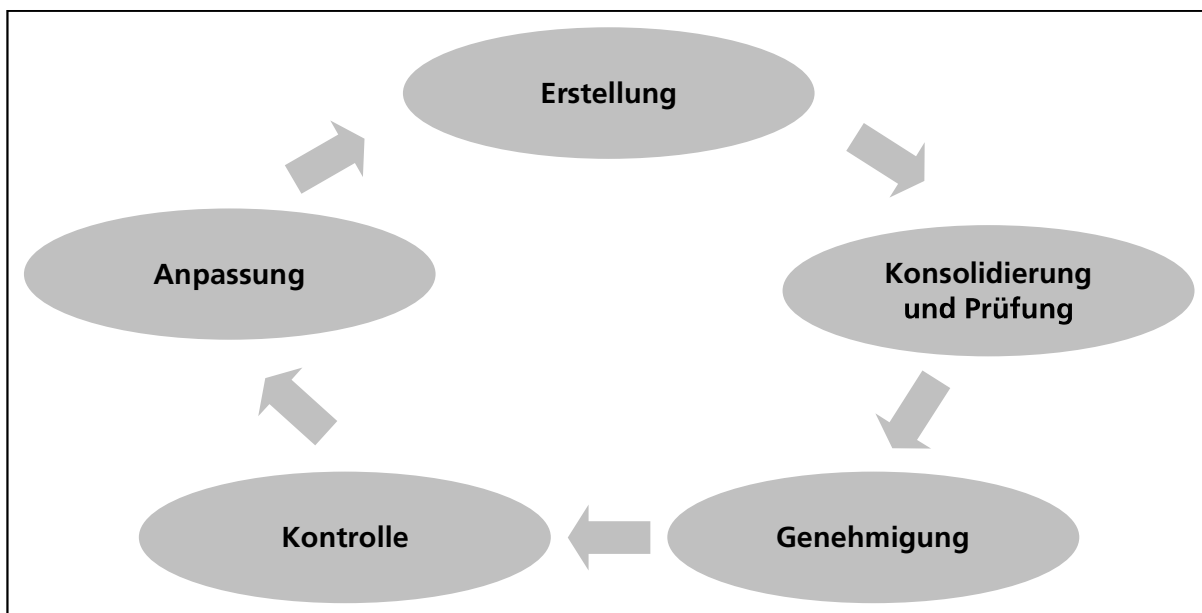 Erstellung
Konsolidierung
und Prüfung
Genehmigung
Kontrolle
Anpassung